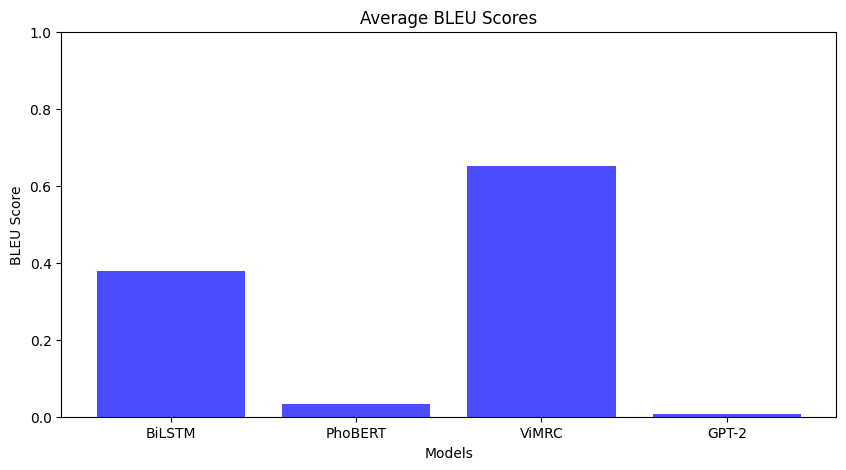 Average BLEU Scores
1.0
0.8
0.6
0.4
0.2
0.0
BLEU Score
BiLSTM PhoBERT ViMRC GPT-2
Models